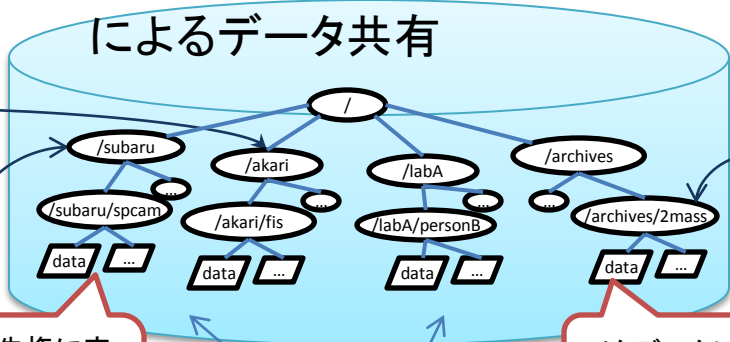 によるデータ共有
/
/subaru
/akari
/labA
/archives
...
...
...
...
/subaru/spcam
/akari/fis
/labA/personB
/archives/2mass
data
...
data
...
data
...
data
...